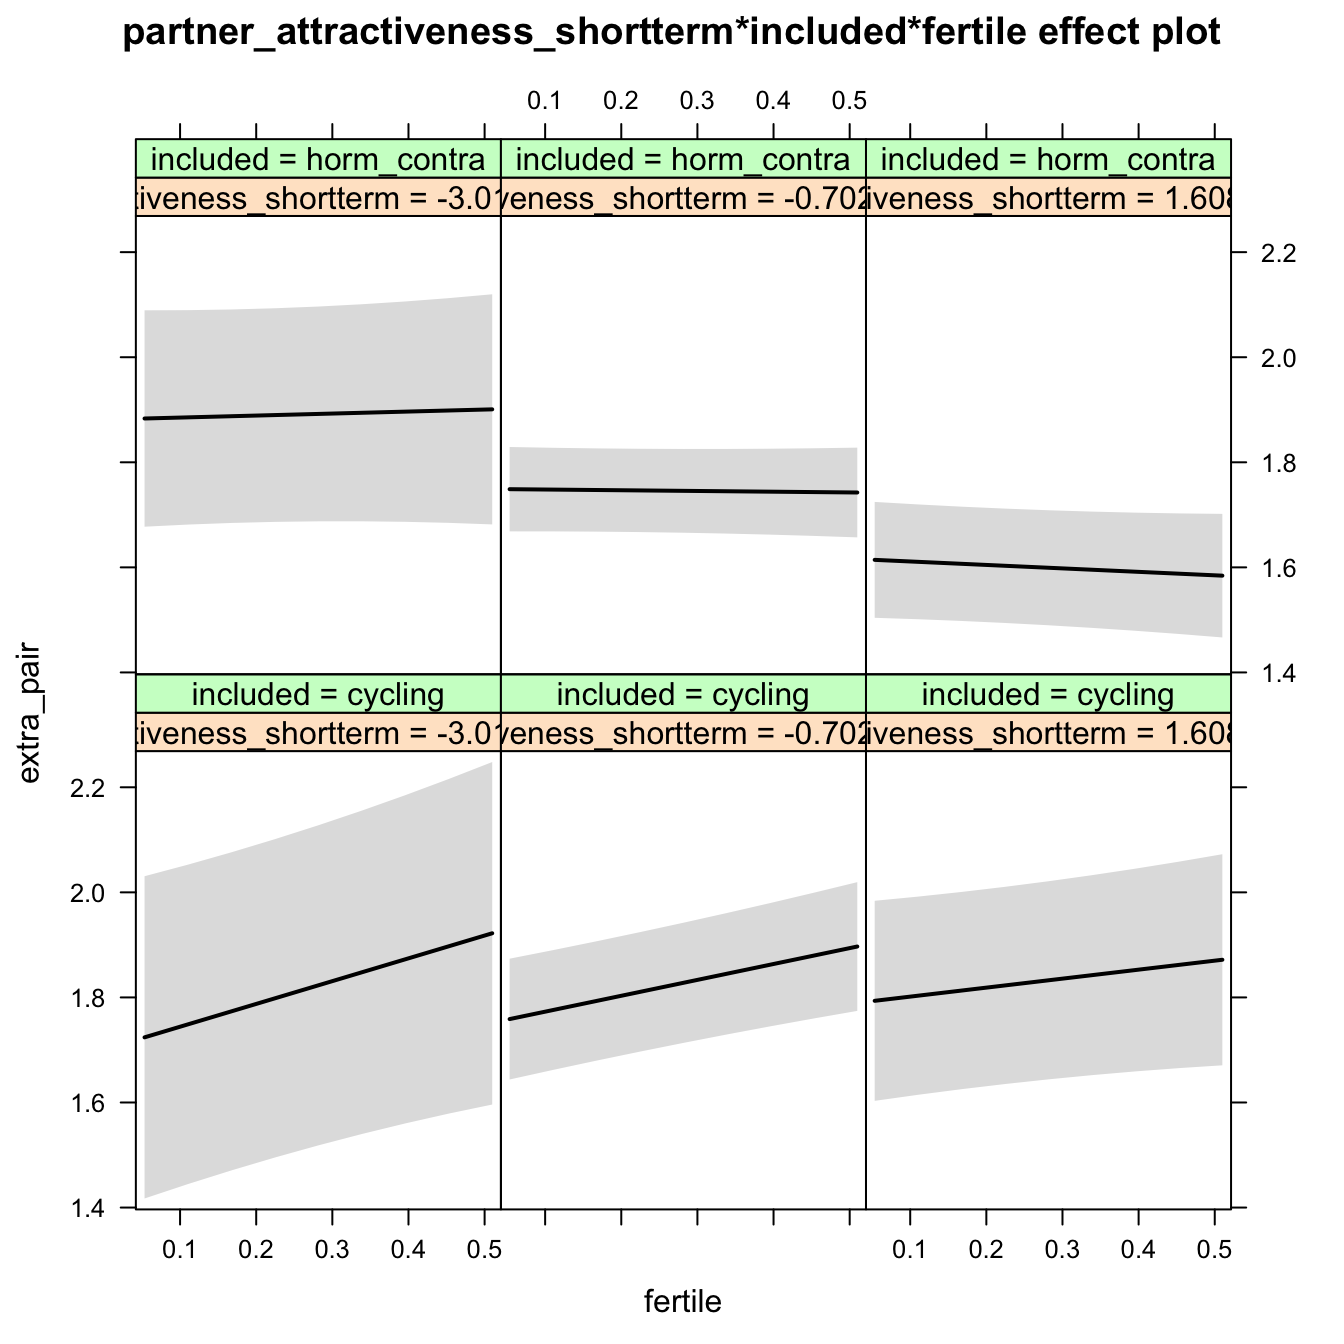 partner_attractiveness_shortterm*included*fertile effect plot
0.1 0.2 0.3 0.4 0.5
included = horm_contra included = horm_contra included = horm_contra
tiveness_shortterm = -3.01 veness_shortterm = -0.702 iveness_shortterm = 1.608
2.2
2.0
1.8
1.6
1.4
extra_pair
included = cycling included = cycling included = cycling
tiveness_shortterm = -3.01 veness_shortterm = -0.702 iveness_shortterm = 1.608
2.2
2.0
1.8
1.6
1.4
0.1 0.2 0.3 0.4 0.5 0.1 0.2 0.3 0.4 0.5
fertile